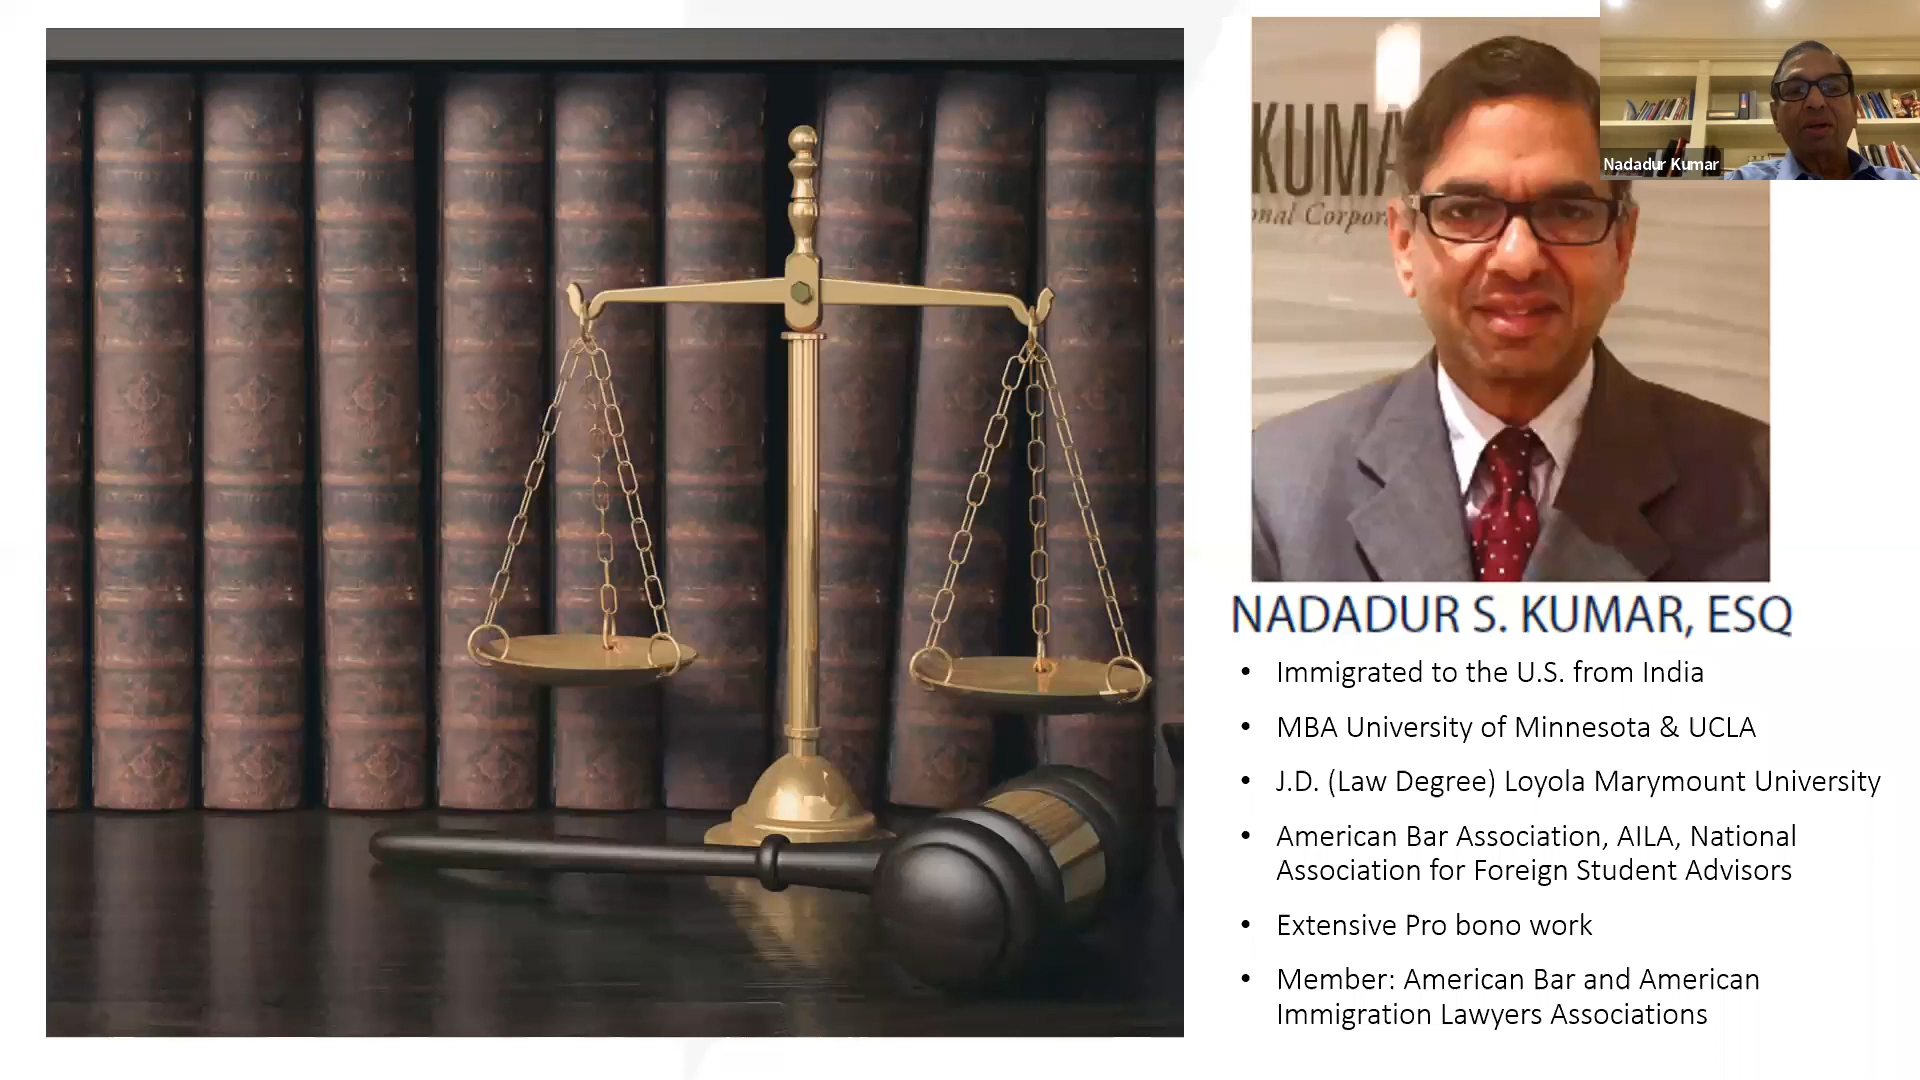 KUMA
onal Corpor
Nadadur Kumar
NADADUR S. KUMAR, ESQ
• Immigrated to the U.S. from India
• MBA University of Minnesota & UCLA
• J.D. (Law Degree) Loyola Marymount University
• American Bar Association, AILA, National
Association for Foreign Student Advisors
• Extensive Pro bono work
• Member: American Bar and American
Immigration Lawyers Associations